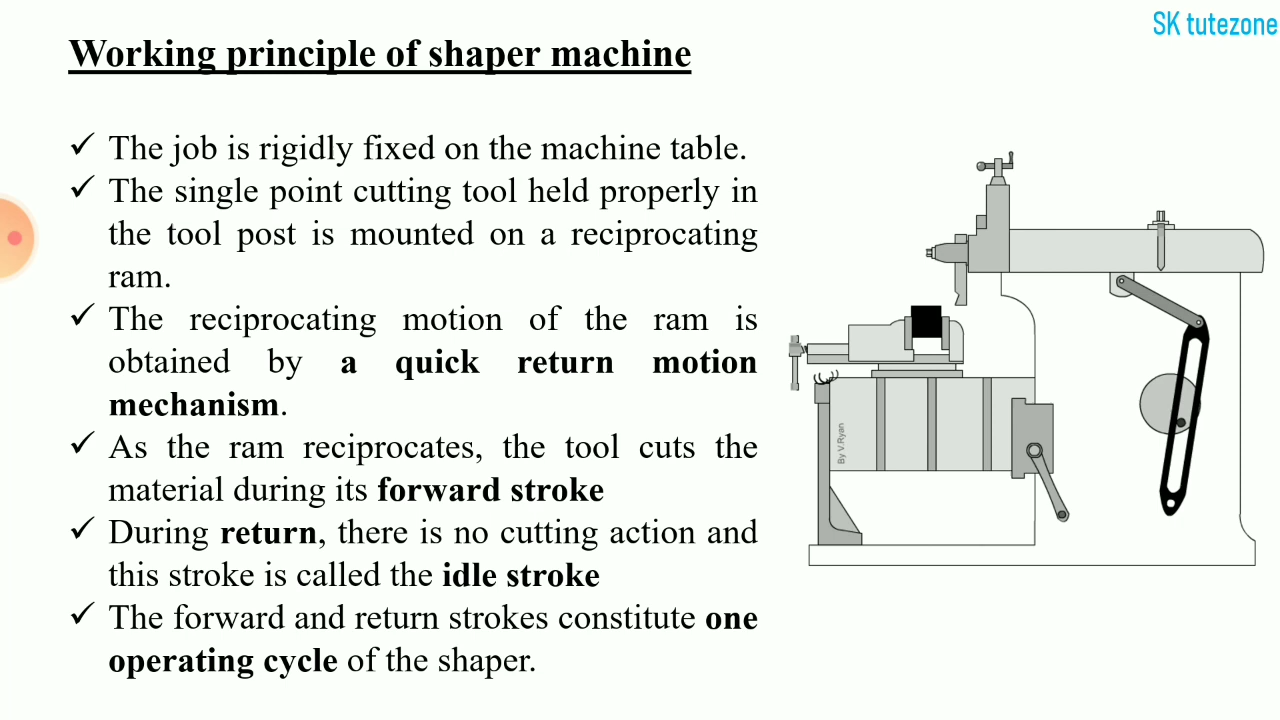 SK tutezone
Working principle of shaper machine
✓ The job is rigidly fixed on the machine table.
✓ The single point cutting tool held properly in
the tool post is mounted on a reciprocating
ram.
✓ The reciprocating motion of the ram is
obtained by a quick return motion
mechanism.
✓ As the ram reciprocates, the tool cuts the
material during its forward stroke
✓ During return, there is no cutting action and
this stroke is called the idle stroke
✓ The forward and return strokes constitute one
operating cycle of the shaper.
By V.Ryan